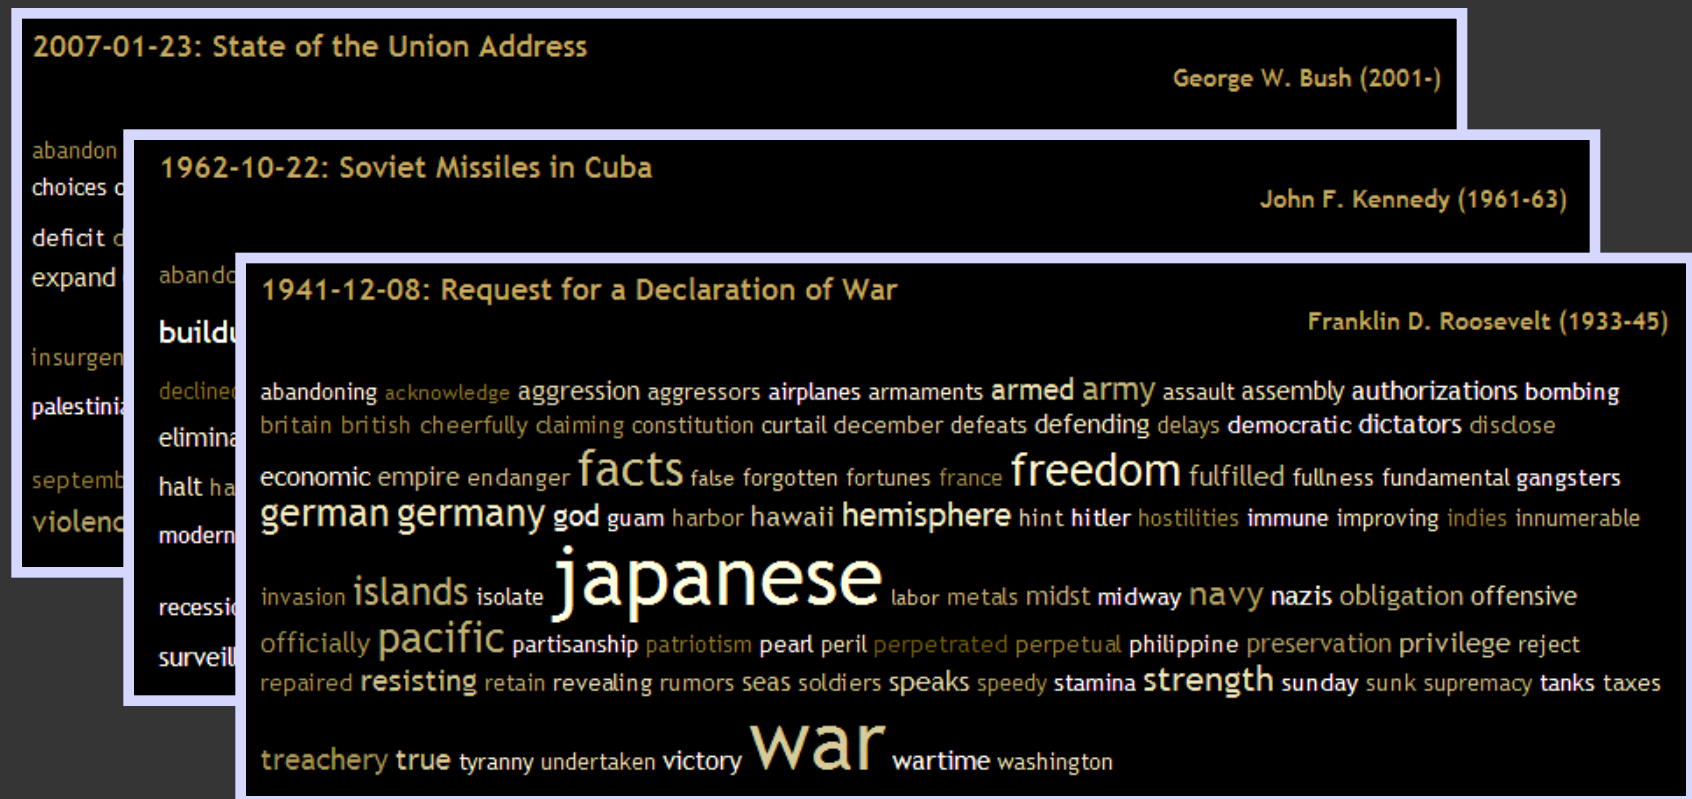 2007-01-23: State of the Union Address
George W. Bush (2001-)
abandon
choices
deficit
expand
palestinia
violenc
1962-10-22: Soviet Missiles in Cuba
John F. Kennedy (1961-63)
abando
buildu
declined
elimina
halt ha
modern
recessio
surveill
insurgen
septemb
1941-12-08: Request for a Declaration of War
Franklin D. Roosevelt (1933-45)
abandoning acknowledge aggression aggressors airplanes armaments armed army assault assembly authorizations bombing
britain british cheerfully claiming constitution curtail december defeats defending delays democratic dictators disclose
economic empire endanger facts false forgotten fortunes france freedom fulfilled fullness fundamental gangsters
german germany god guam harbor hawaii hemisphere hint hitler hostilities immune improving indies innumerable
invasion islands isolate japanese labor metals midst midway navy nazis obligation offensive
officially pacific partisanship patriotism pearl peril perpetrated perpetual philippine preservation privilege reject
repaired resisting retain revealing rumors seas soldiers speaks speedy stamina strength sunday sunk supremacy tanks taxes
treachery true tyranny undertaken victory war wartime washington